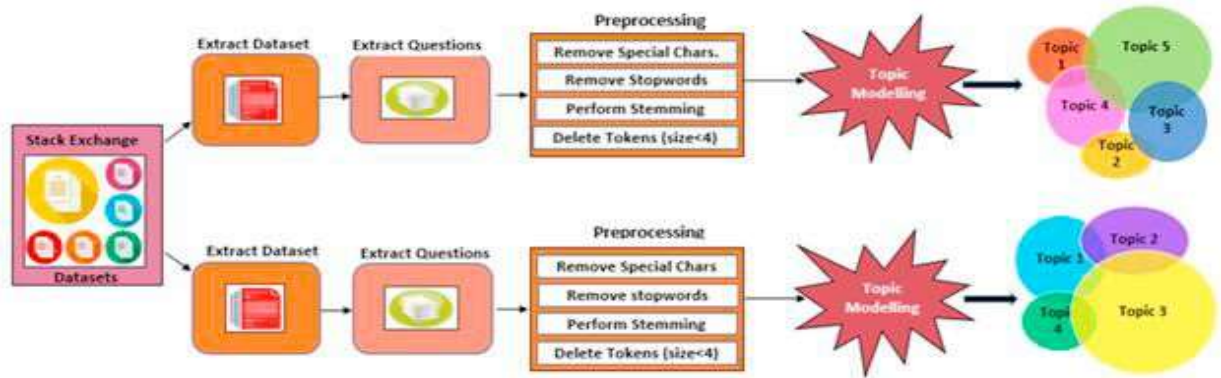 Stack Exchange
Datasets
Extract Dataset
Extract Questions
Preprocessing
Remove Special Chars.
Remove Stopwords
Perform Stemming
Delete Tokens (size<4)
Topic
Modelling
Topic
1
Topic 5
Topic 4
Topic
3
Topic
2
Extract Dataset
Extract Questions
Preprocessing
Remove Special Chars
Remove stopwords
Perform Stemming
Delete Tokens (size<4)
Topic
Modelling
Topic 2
Topic 1
Topic
4
Topic 3